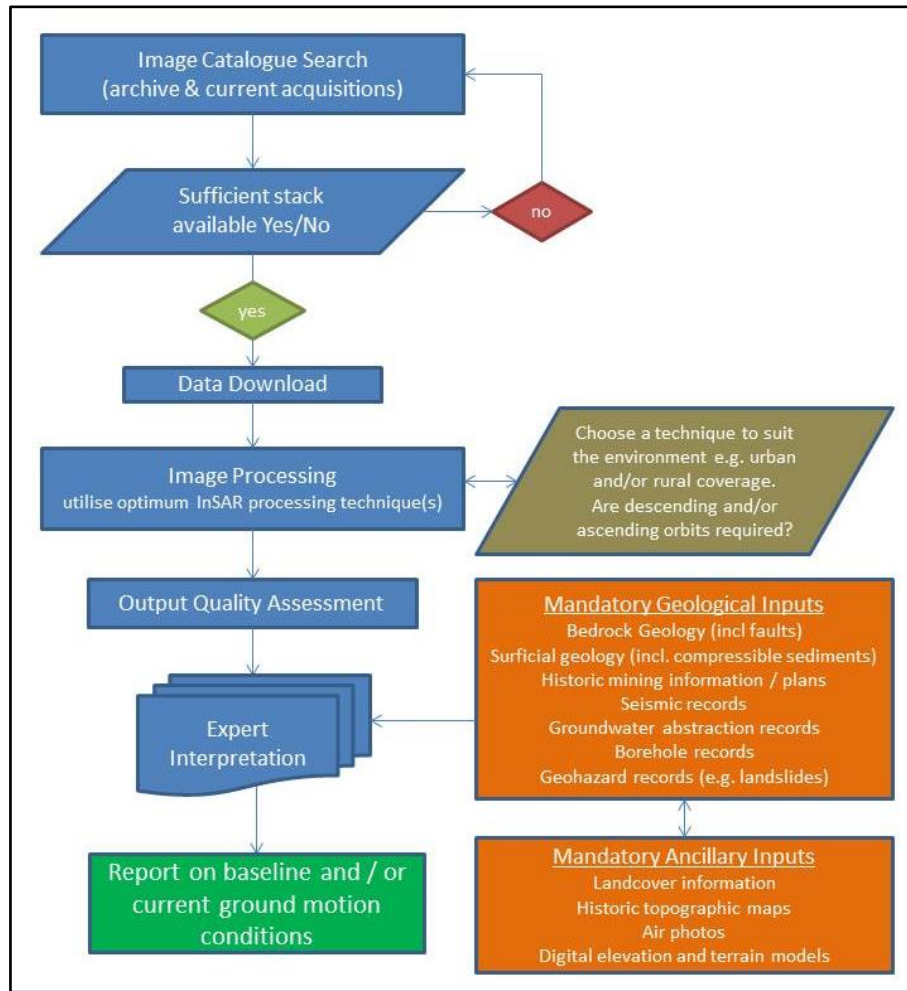 Image Catalogue Search
(archive & current acquisitions)
Sufficient stack
available Yes/No
no
yes
Data Download
Image Processing
utilise optimum InSAR processing technique(s)
Choose a technique to suit
the environment e.g. urban
and/or rural coverage.
Are descending and/or
ascending orbits required?
Output Quality Assessment
Mandatory Geological Inputs
Bedrock Geology (incl faults)
Surficial geology (incl. compressible sediments)
Historic mining information / plans
Seismic records
Groundwater abstraction records
Borehole records
Geohazard records (e.g. landslides)
Expert
Interpretation
Report on baseline and / or
current ground motion
conditions
Mandatory Ancillary Inputs
Landcover information
Historic topographic maps
Air photos
Digital elevation and terrain models